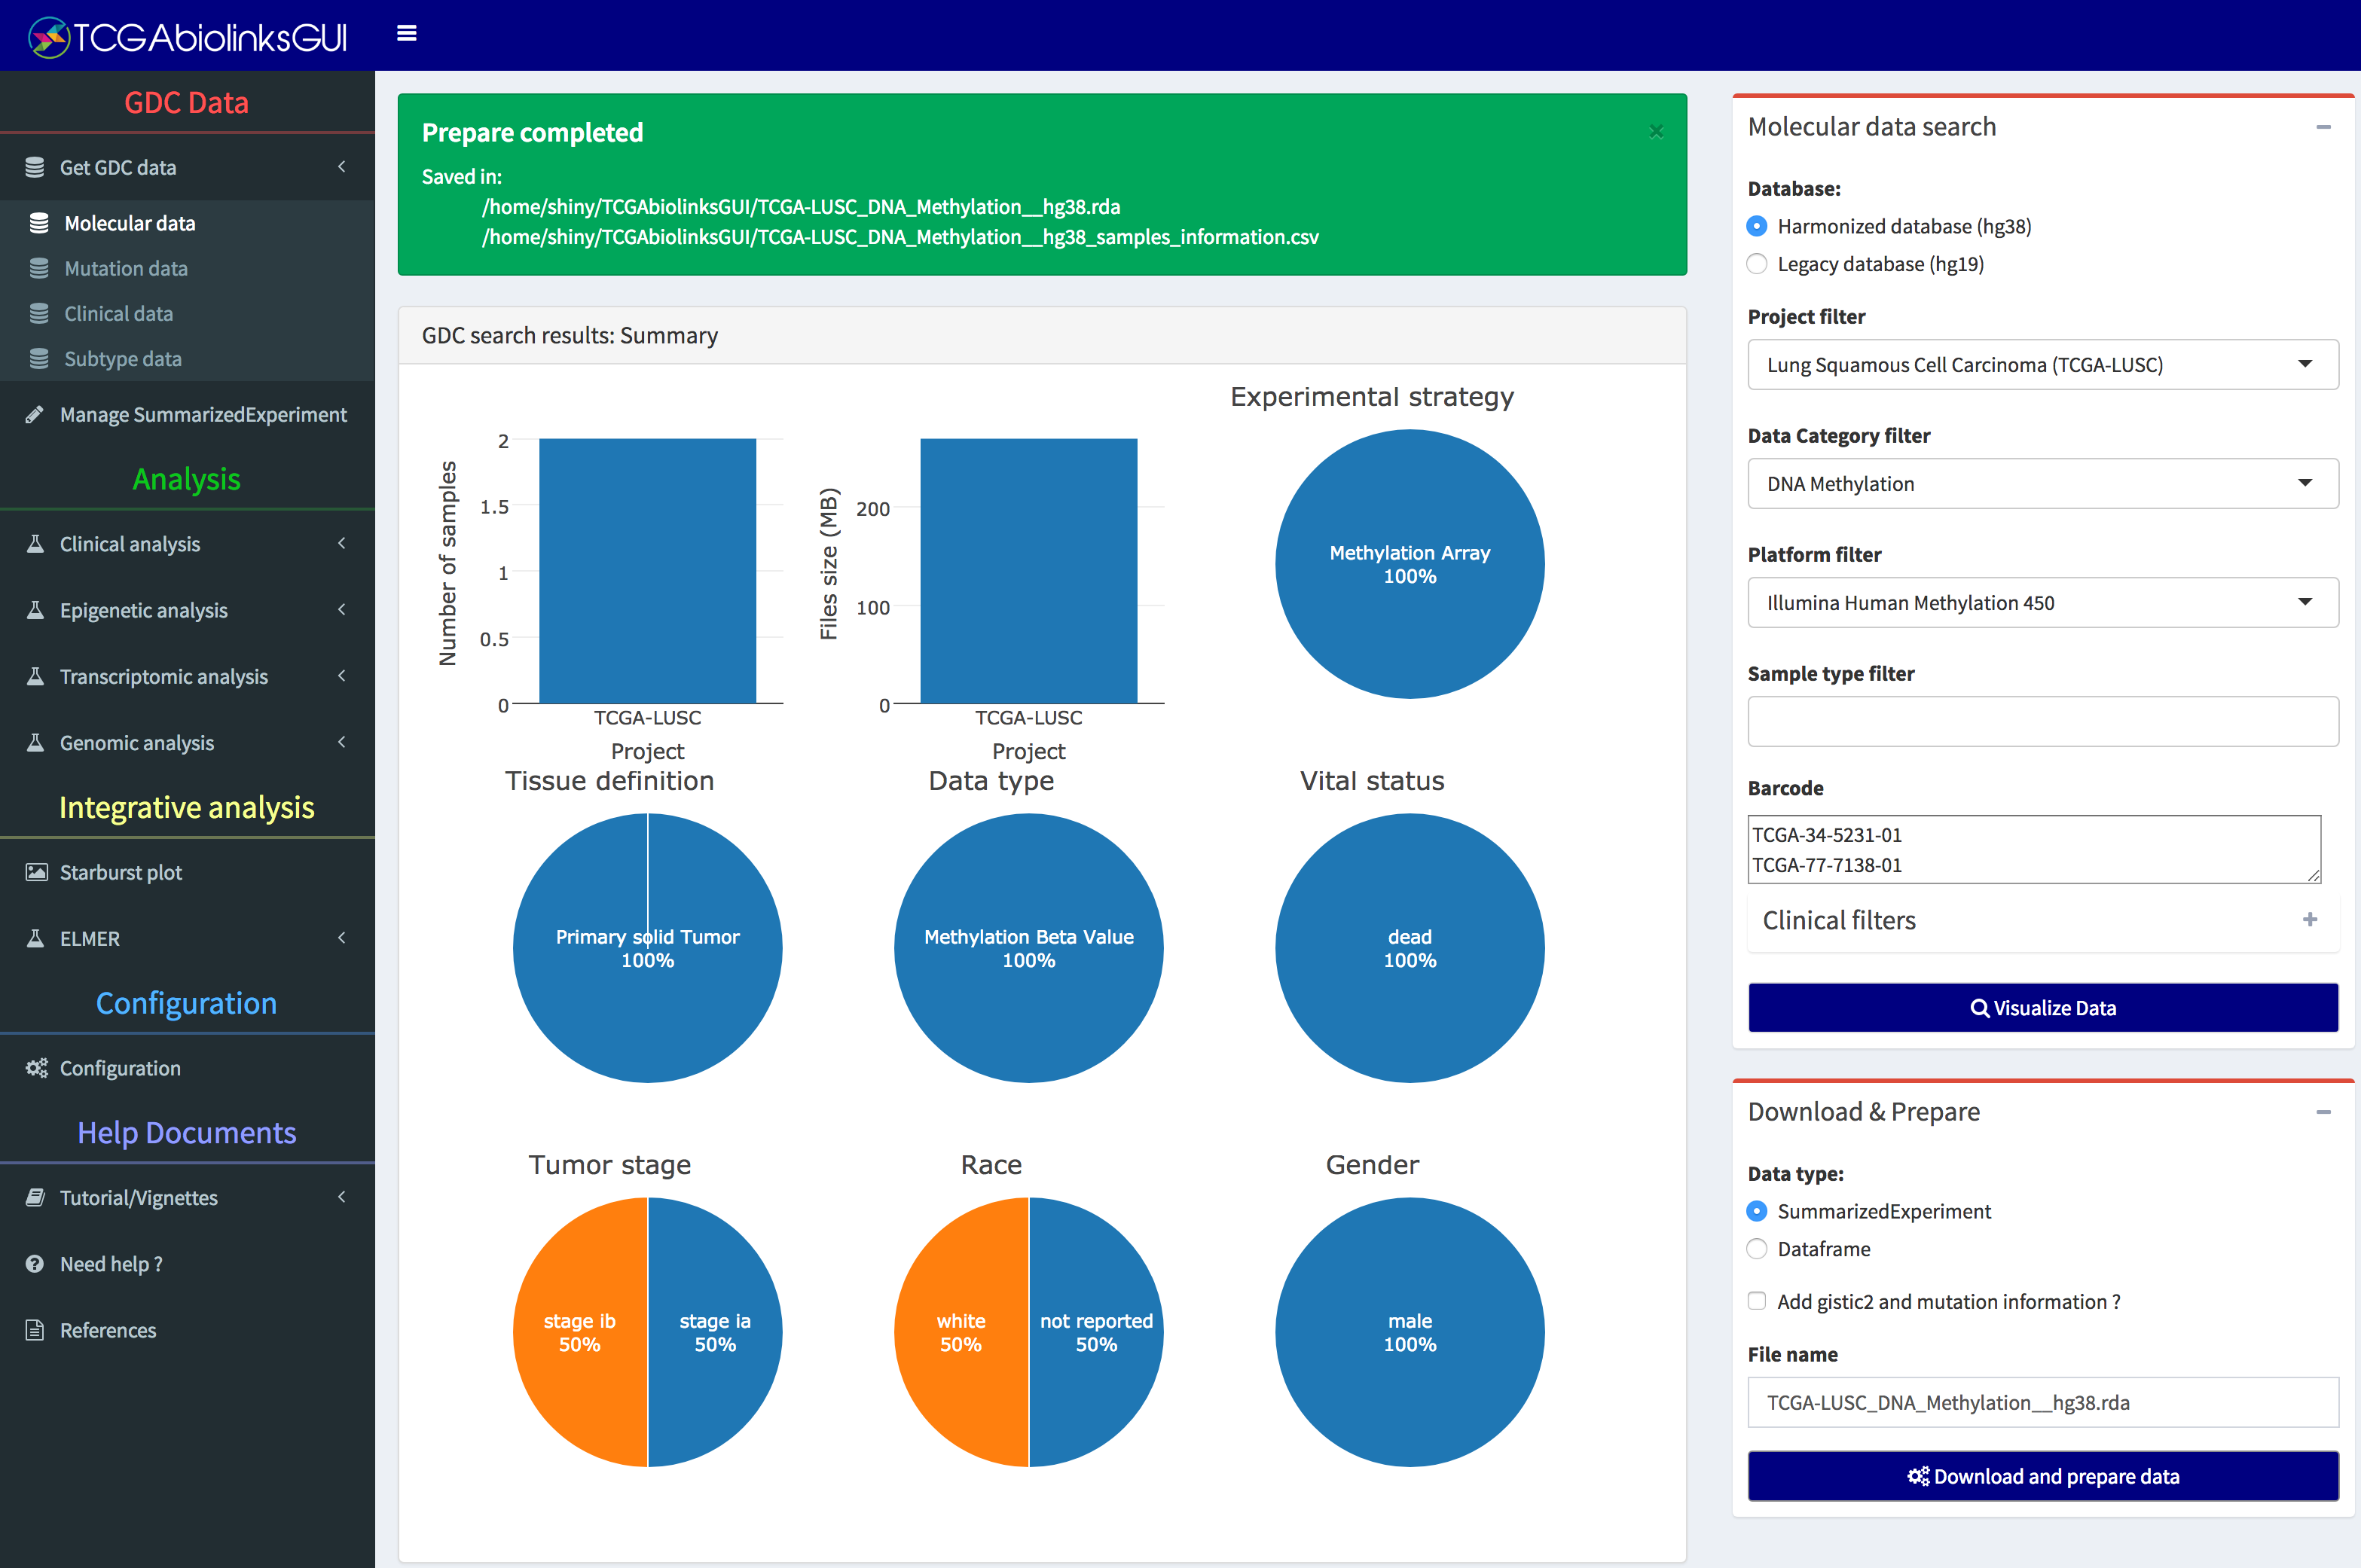 TCGAbiolinksGUI
GDC Data
Get GDC data
Molecular data
Mutation data
Clinical data
Subtype data
Manage SummarizedExperiment
Analysis
Clinical analysis
Epigenetic analysis
Transcriptomic analysis
Genomic analysis
Integrative analysis
Starburst plot
ELMER
Configuration
Configuration
Help Documents
Tutorial/Vignettes
Need help ?
References
Prepare completed
Saved in:
/home/shiny/TCGAbiolinksGUI/TCGA-LUSC_DNA_Methylation__hg38.rda
/home/shiny/TCGAbiolinksGUI/TCGA-LUSC_DNA_Methylation__hg38_samples_information.csv
GDC search results: Summary
Number of samples
2
1.5
1
0.5
0
TCGA-LUSC
Project
Files size (MB)
200
100
0
TCGA-LUSC
Project
Experimental strategy
Methylation Array
100%
Tissue definition
Primary solid Tumor
100%
Data type
Methylation Beta Value
100%
Vital status
dead
100%
Tumor stage
stage ib
50%
stage ia
50%
Race
white
50%
not reported
50%
Gender
male
100%
Molecular data search
Database:
Harmonized database (hg38)
Legacy database (hg19)
Project filter
Lung Squamous Cell Carcinoma (TCGA-LUSC)
Data Category filter
DNA Methylation
Platform filter
Illumina Human Methylation 450
Sample type filter
Barcode
TCGA-34-5231-01
TCGA-77-7138-01
Clinical filters
Visualize Data
Download & Prepare
Data type:
SummarizedExperiment
Dataframe
Add gistic2 and mutation information ?
File name
TCGA-LUSC_DNA_Methylation__hg38.rda
Download and prepare data